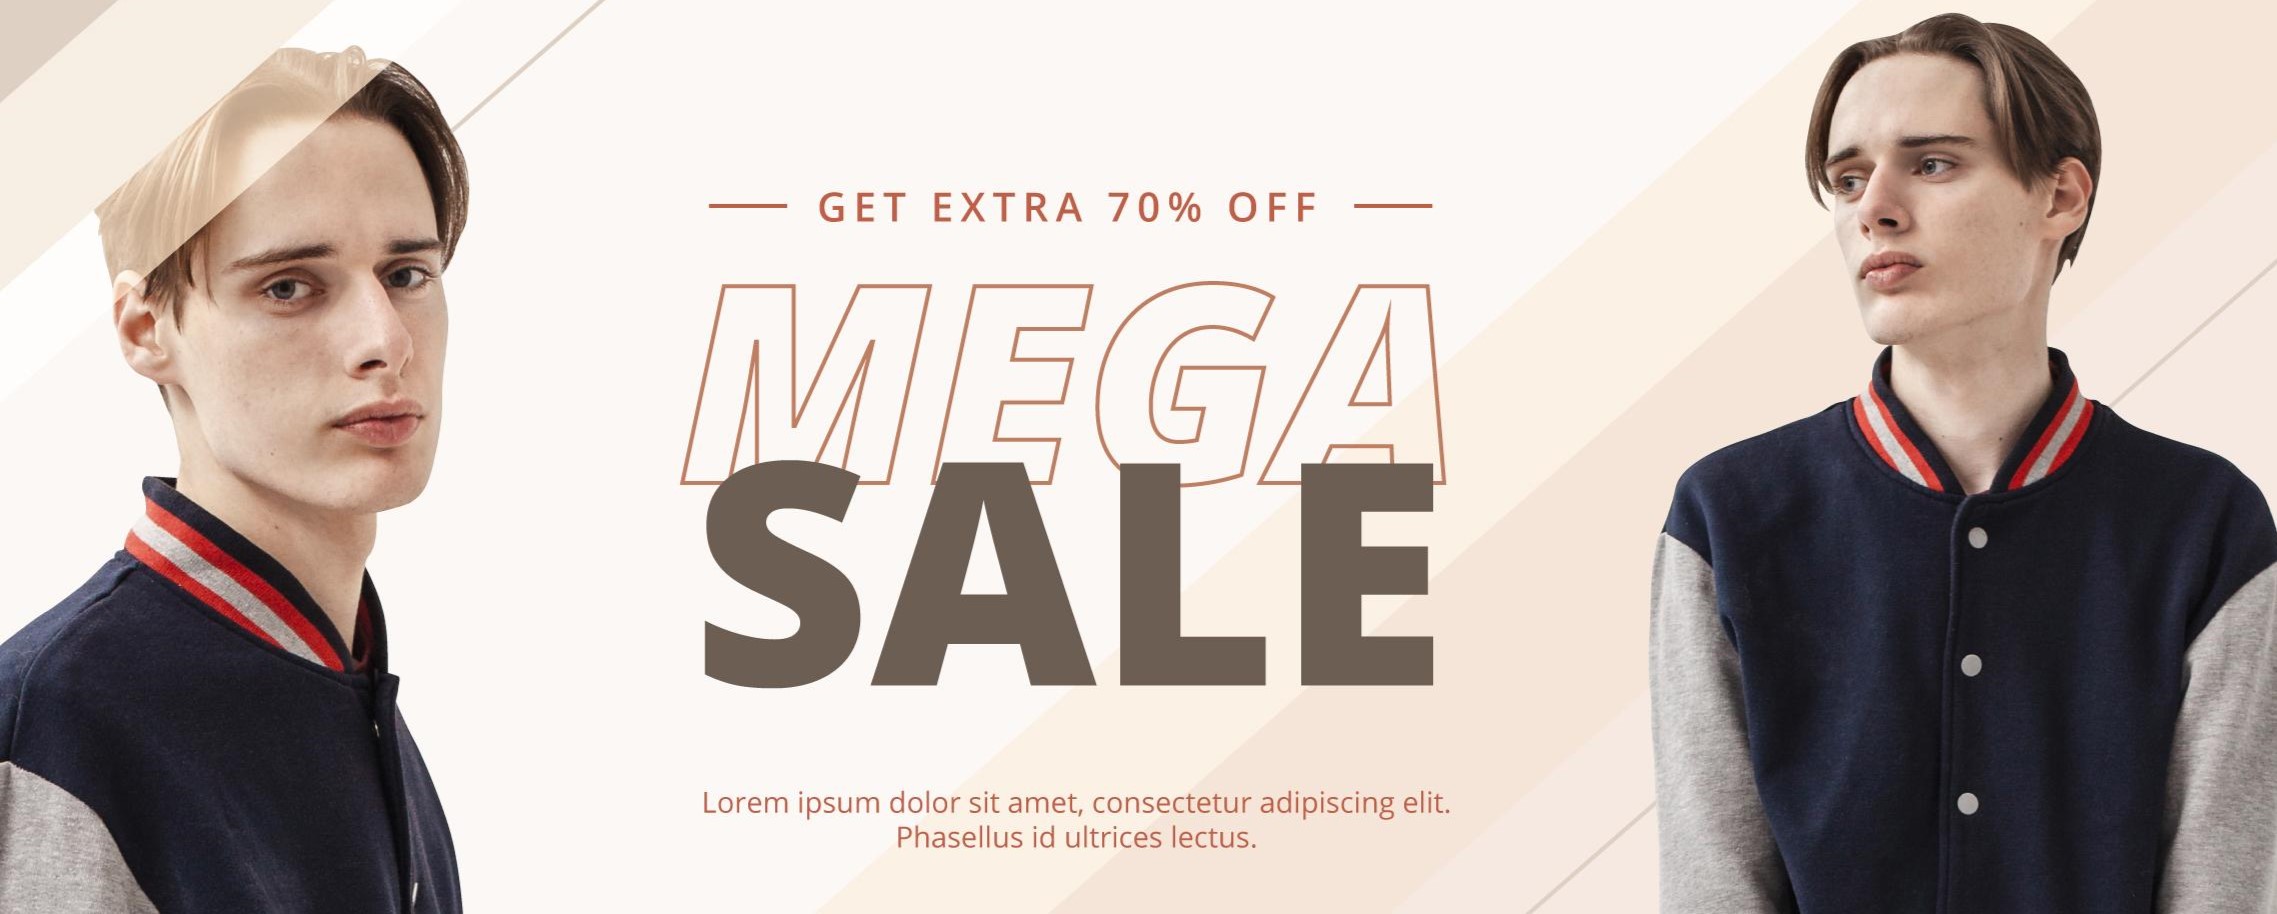 GET EXTRA 70% OFF
MEGA
SALE
Lorem ipsum dolor sit amet, consectetur adipiscing elit.
Phasellus id ultrices lectus.